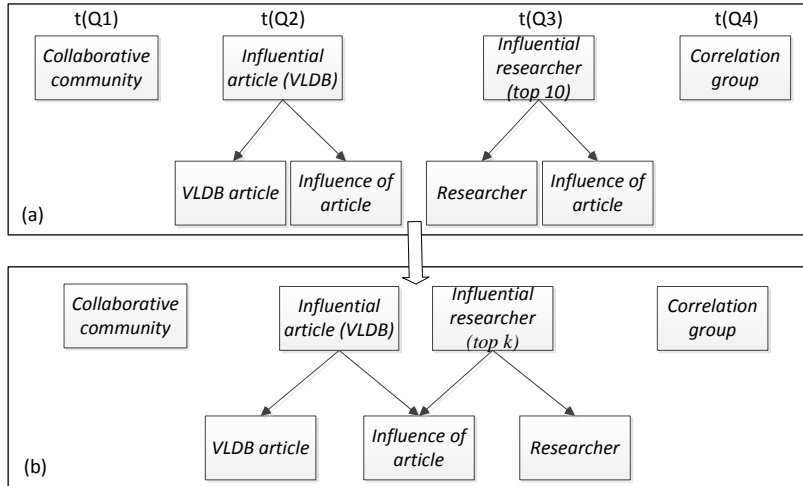 t(Q1) t(Q2) t(Q3) t(Q4)
Collaborative
community
Influential
article (VLDB)
Influential
researcher
(top 10)
Correlation
group
VLDB article
Influence of
article
Researcher
Influence of
article
(a)
Collaborative
community
Influential
article (VLDB)
Influential
researcher
(top k)
Correlation
group
VLDB article
Influence of
article
Researcher
(b)